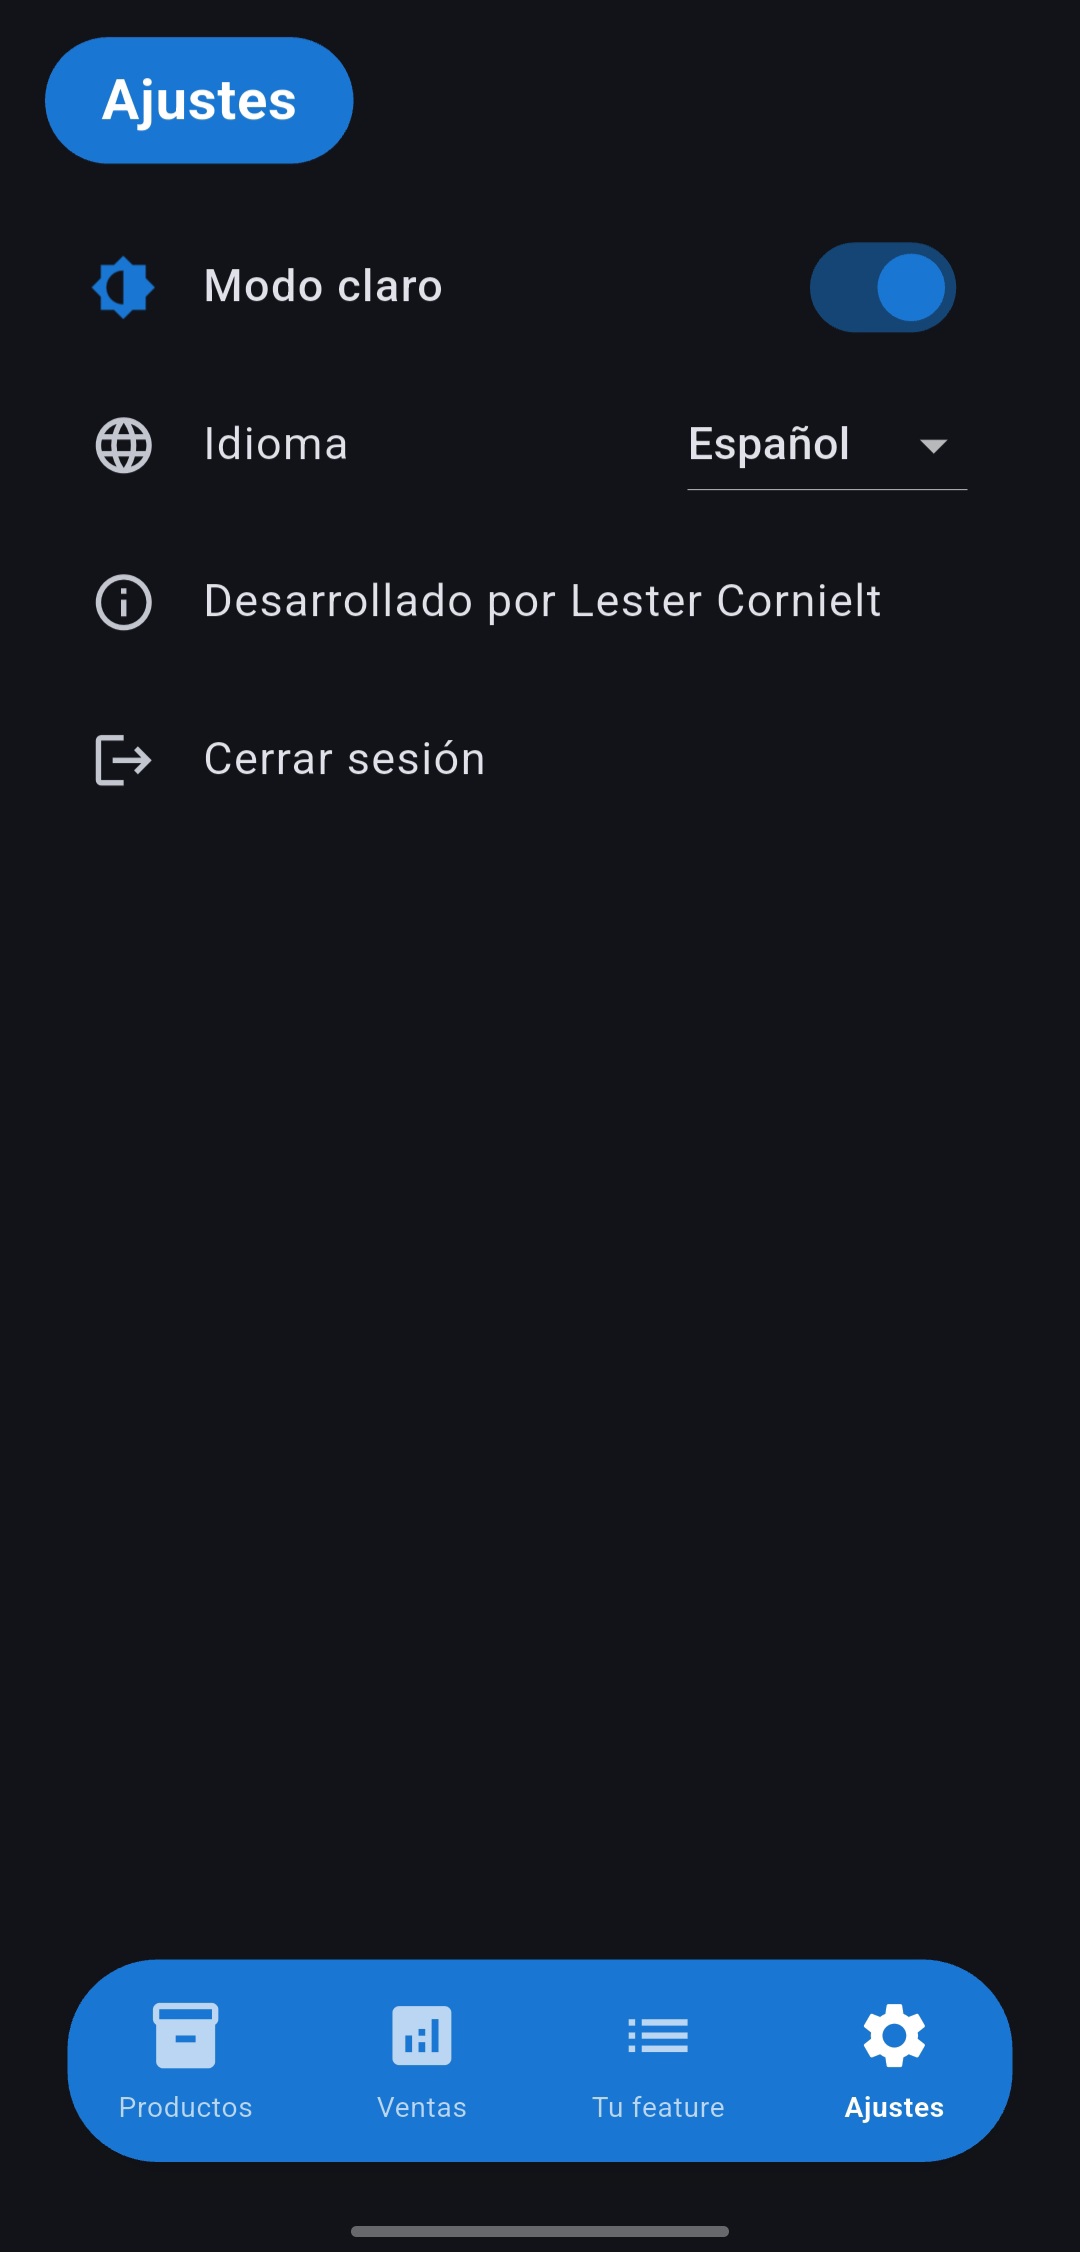 Ajustes
Modo claro
Idioma
Español
Desarrollado por Lester Cornielt
Cerrar sesión
Productos
Ventas
Tu feature
Ajustes